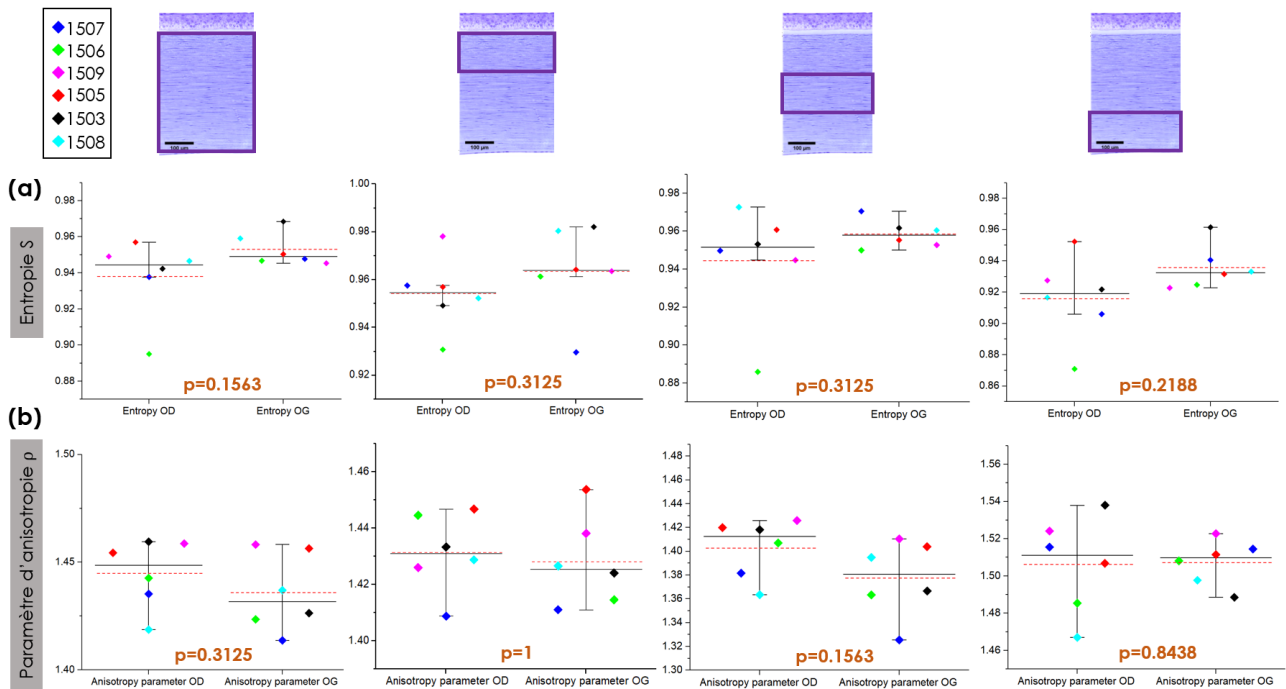 1507
1506
1509
1505
1503
1508
100 µm
100 µm
100 µm
100 µm
(a)
Entropie S
0.98
0.96
0.94
0.92
0.90
0.88
p=0.1563
Entropy OD
Entropy OG
1.00
0.98
0.96
0.94
0.92
p=0.3125
Entropy OD
Entropy OG
0.98
0.96
0.94
0.92
0.90
0.88
p=0.3125
Entropy OD
Entropy OG
0.98
0.96
0.94
0.92
0.90
0.88
0.86
p=0.2188
Entropy OD
Entropy OG
(b)
Paramètre d'anisotropie ρ
1.50
1.45
1.40
p=0.3125
Anisotropy parameter OD
Anisotropy parameter OG
1.46
1.44
1.42
1.40
p=1
Anisotropy parameter OD
Anisotropy parameter OG
1.48
1.46
1.44
1.42
1.40
1.38
1.36
1.34
1.32
1.30
p=0.1563
Anisotropy parameter OD
Anisotropy parameter OG
1.56
1.54
1.52
1.50
1.48
1.46
p=0.8438
Anisotropy parameter OD
Anisotropy parameter OG